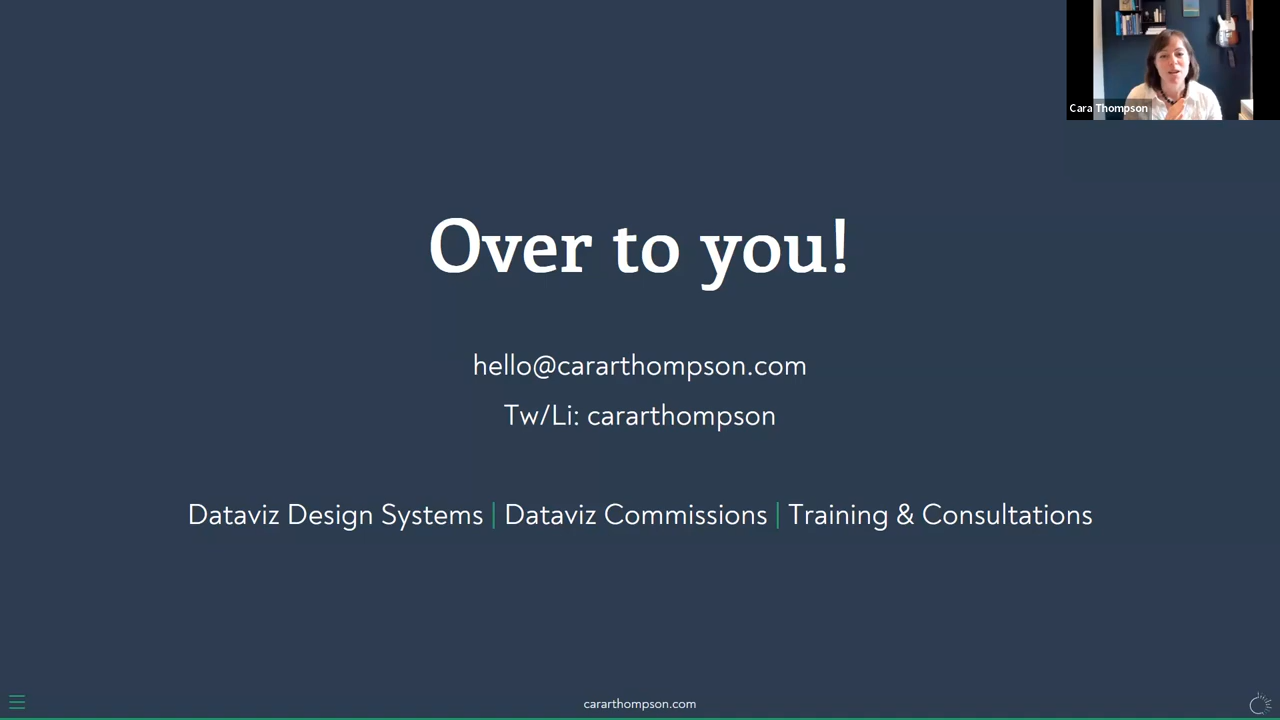 Cara Thompson
Over to you!
hello@cararthompson.com
Tw/Li: cararthompson
Dataviz Design Systems | Dataviz Commissions | Training & Consultations
cararthompson.com